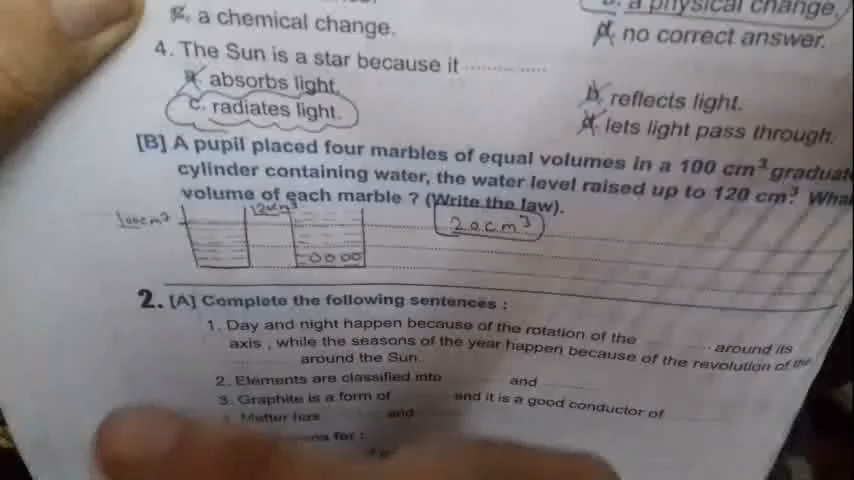 a chemical change.
a physical change.
d. no correct answer.
4. The Sun is a star because it ..............
a. absorbs light.
b. reflects light.
c. radiates light.
d. lets light pass through.
[B] A pupil placed four marbles of equal volumes in a 100 cm³
cylinder containing water, the water level raised up to 120 cm³.
volume of each marble ? (Write the law).
100cm³ 120cm³ 20cm³
2. [A] Complete the following sentences :
1. Day and night happen because of the rotation of the .............. around its
axis , while the seasons of the year happen because of the revolution of the
.............. around the Sun.
2. Elements are classified into .............. and ..............
3. Graphite is a form of .............. and it is a good conductor of ..............
Matter has .............. and ..............
for :